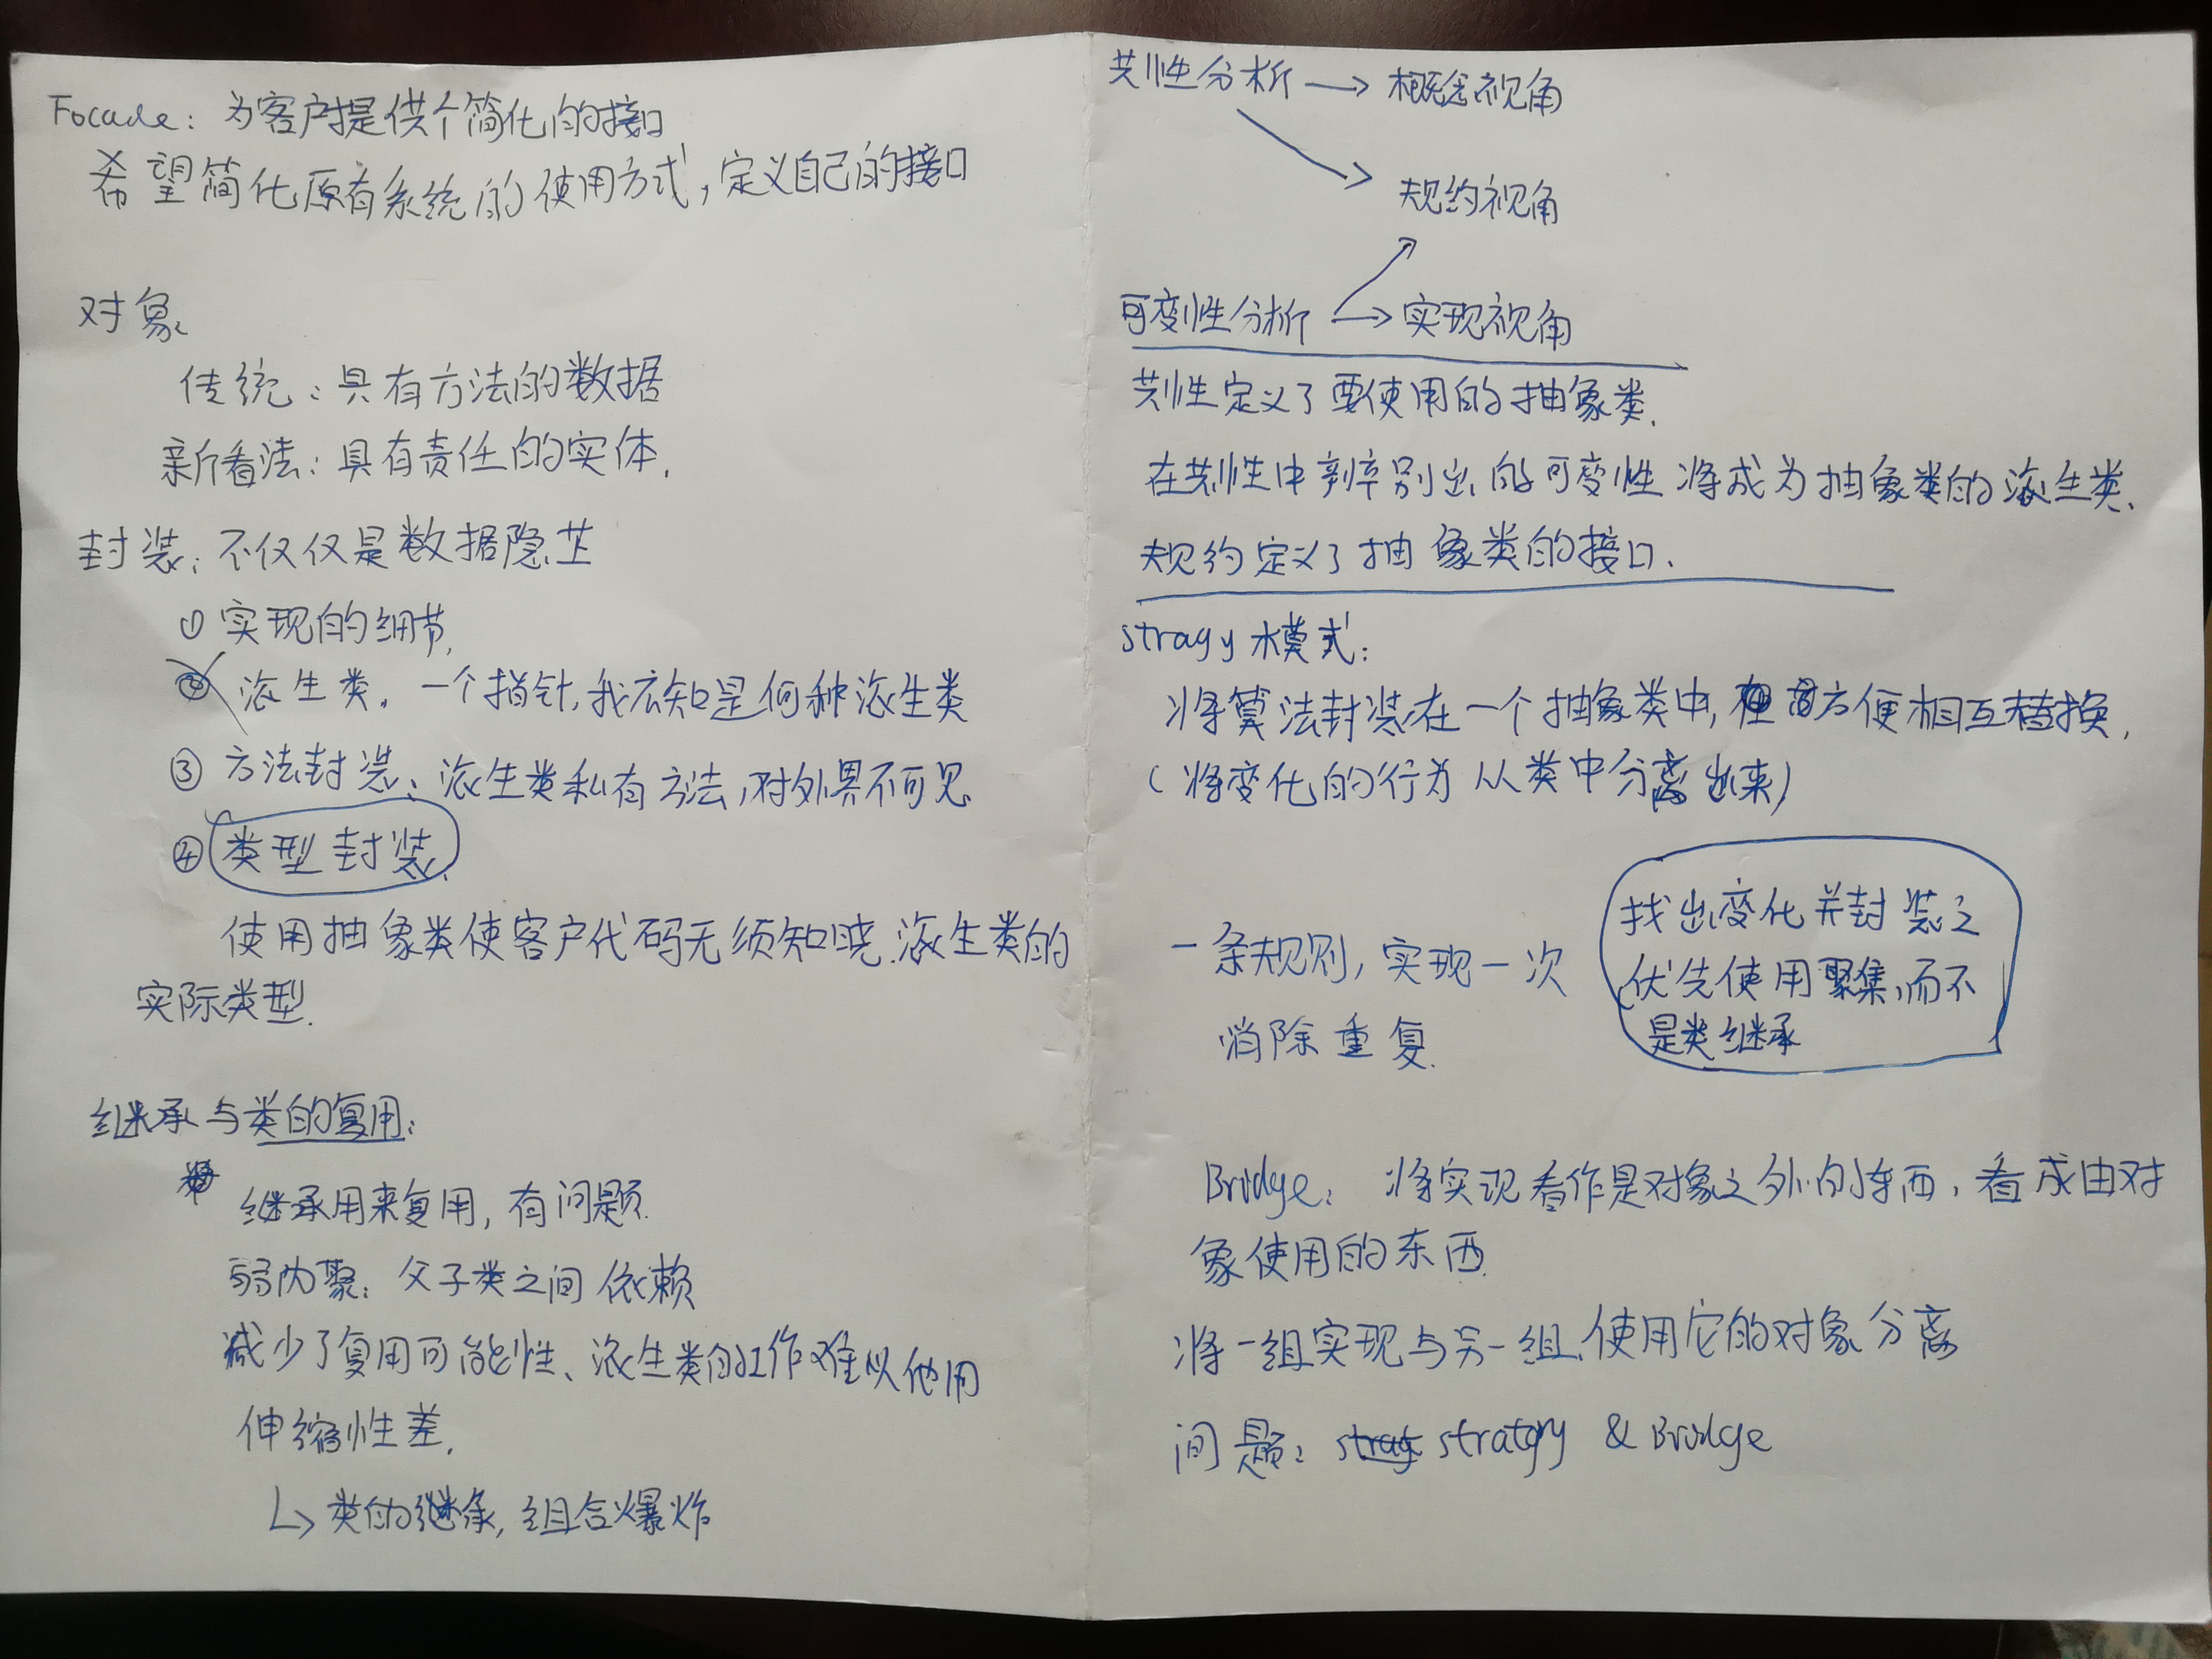 Focade: 为客户提供个简化的接口
希望简化原有系统的使用方式,定义自己的接口
对象
传统:具有方法的数据
新看法:具有责任的实体.
封装:不仅仅是数据隐芷
① 实现的细节.
② 派生类. 一个指针,我 知是何种派生类
③ 方法封装:派生类私有方法,对外界不可见
④ 类型封装.
使用抽象类使客户代码无须知晓派生类的
实际类型.
继承与类的复用:
继承用来复用,有问题.
弱内聚:父子类之间依赖
减少了复用可能性、派生类的工作难以他用
伸缩性差.
↳ 类的继承,组合爆炸
共性分析 → 概念视角
规约视角
可变性分析 → 实现视角
共性定义了要使用的抽象类.
在共性中辨别出的可变性将成为抽象类的派生类.
规约定义了抽象类的接口.
stragy 模式:
将算法封装在一个抽象类中, 方便相互替换.
(将变化的行为从类中分离出来)
一条规则,实现一次
消除重复.
找出变化并封装之
优先使用聚集,而不
是类继承
Bridge: 将实现看作是对象之外的东西,看成由对
象使用的东西.
将一组实现与另一组使用它的对象分离
问题: stratgy & Bridge